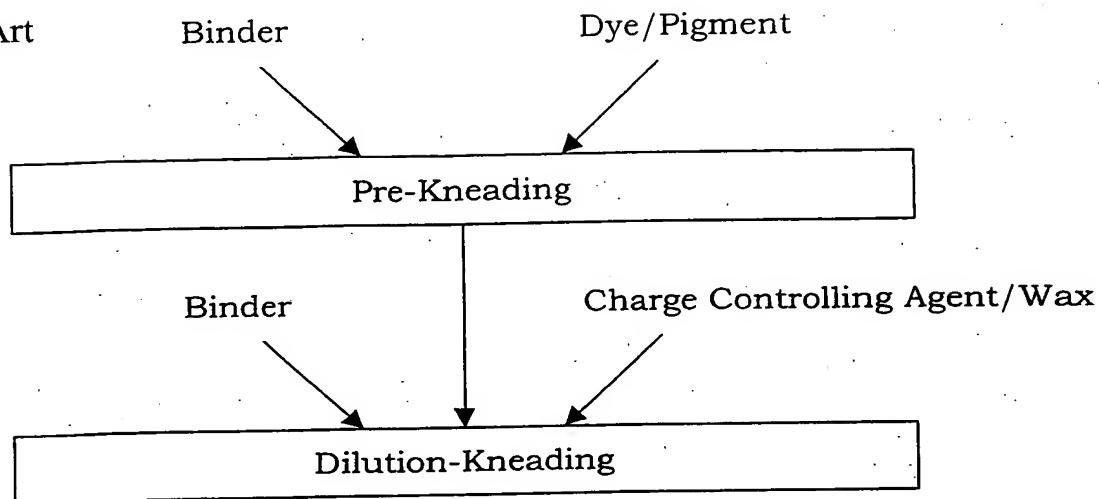 Art
Binder
Dye/Pigment
Pre-Kneading
Binder
Charge Controlling Agent/Wax
Dilution-Kneading